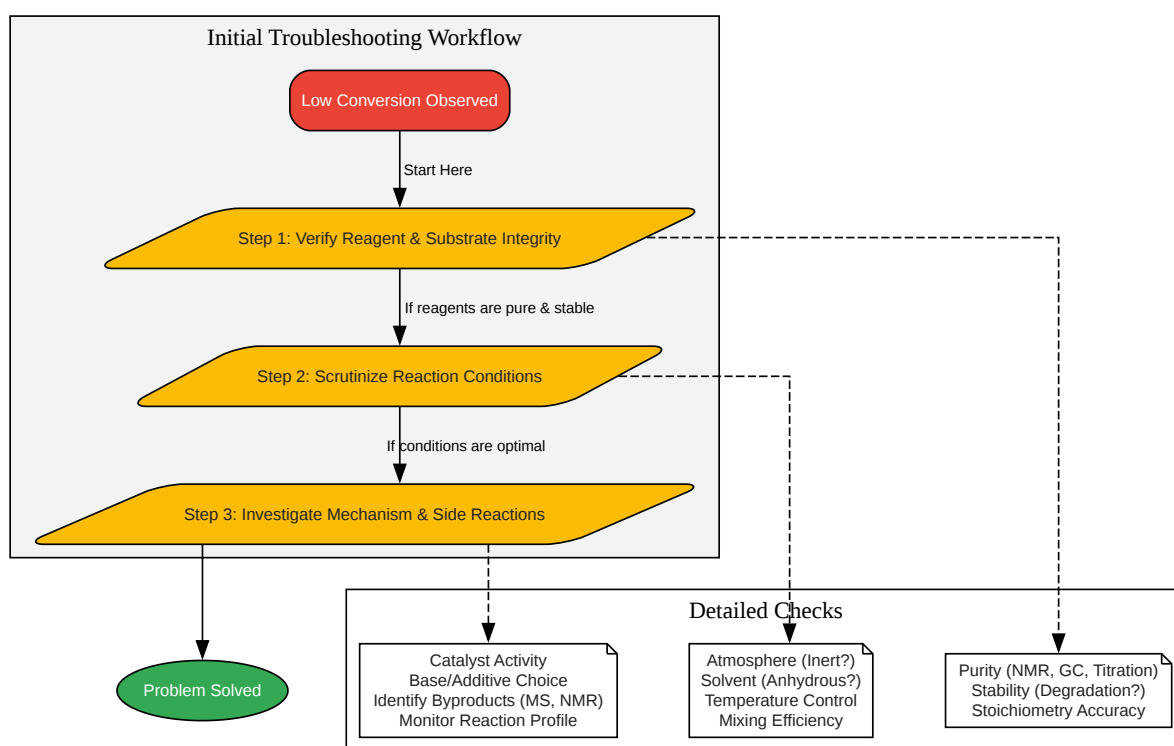 Initial Troubleshooting Workflow
Low Conversion Observed
Start Here
Step 1: Verify Reagent & Substrate Integrity
If reagents are pure & stable
Step 2: Scrutinize Reaction Conditions
If conditions are optimal
Step 3: Investigate Mechanism & Side Reactions
Problem Solved
Detailed Checks
Catalyst Activity
Base/Additive Choice
Identify Byproducts (MS, NMR)
Monitor Reaction Profile
Atmosphere (Inert?)
Solvent (Anhydrous?)
Temperature Control
Mixing Efficiency
Purity (NMR, GC, Titration)
Stability (Degradation?)
Stoichiometry Accuracy